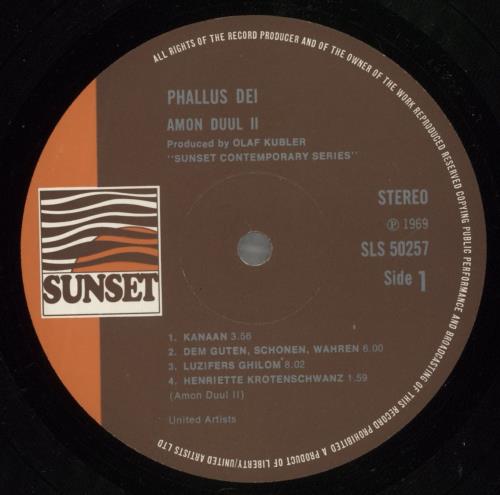 ALL RIGHTS OF THE RECORD PRODUCER AND OF THE OWNER OF THE WORK REPRODUCED RESERVED COPYING PUBLIC PERFORMANCE AND BROADCASTING OF THIS RECORD PROHIBITED A PRODUCT OF LIBERTY/UNITED ARTISTS LTD
PHALLUS DEI
AMON DUUL II
Produced by OLAF KUBLER
"SUNSET CONTEMPORARY SERIES"
STEREO
℗ 1969
SLS 50257
Side 1
SUNSET
1. KANAAN 3.56
2. DEM GUTEN, SCHONEN, WAHREN 6.00
3. LUZIFERS GHILOM 8.02
4. HENRIETTE KROTENSCHWANZ 1.59
(Amon Duul II)
United Artists